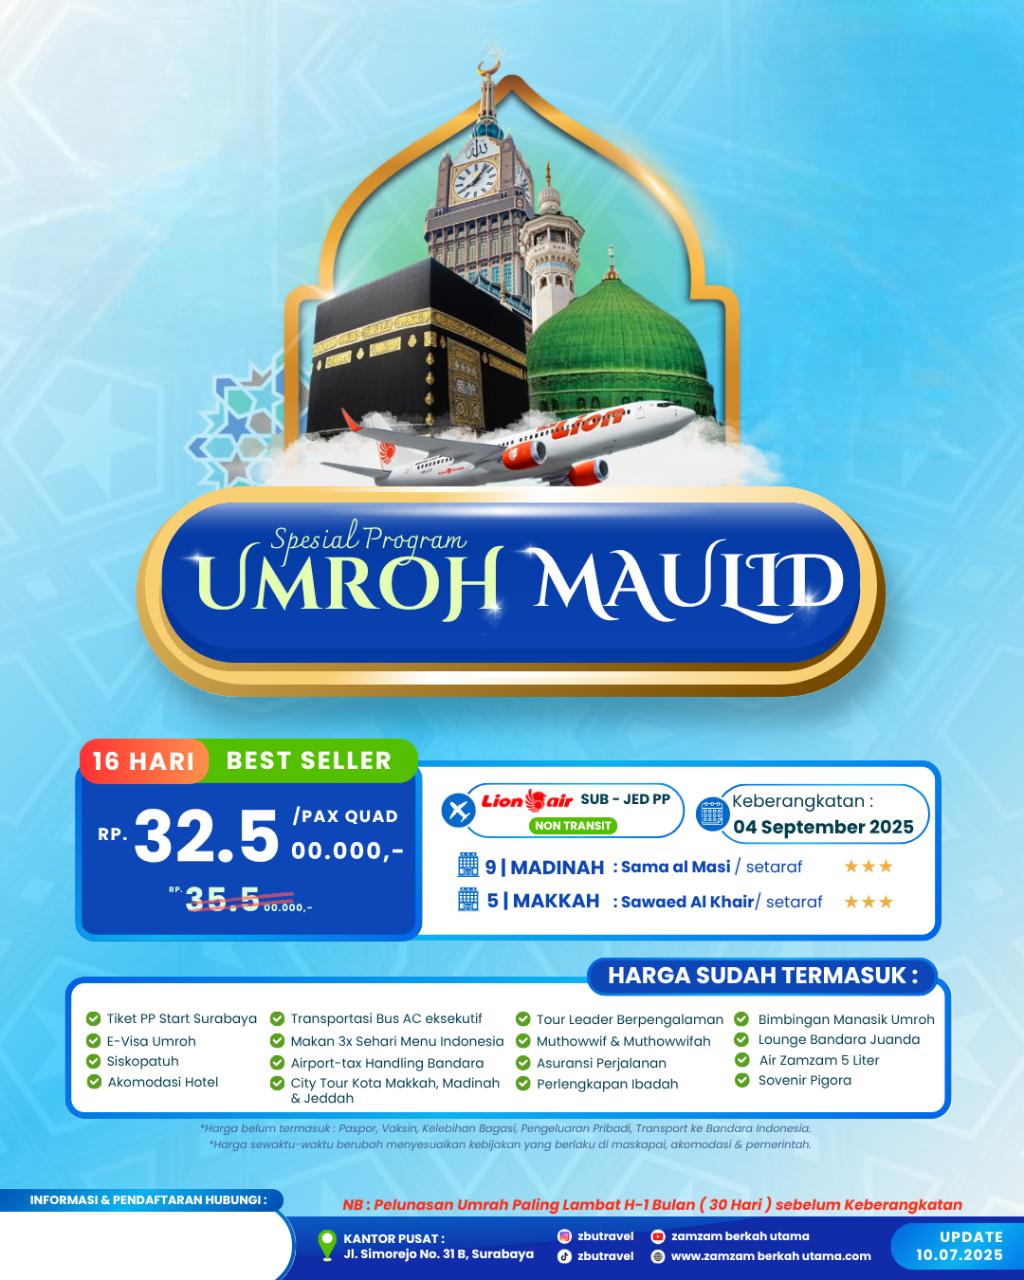 Spesial Program
UMROH MAULID
16 HARI BEST SELLER
RP. 32.5 /PAX QUAD
00.000,-
RP. 35.5 00.000,-
Lion air SUB - JED PP
NON TRANSIT
Keberangkatan :
04 September 2025
9 | MADINAH : Sama al Masi / setaraf
5 | MAKKAH : Sawaed Al Khair/ setaraf
HARGA SUDAH TERMASUK :
Tiket PP Start Surabaya
E-Visa Umroh
Siskopatuh
Akomodasi Hotel
Transportasi Bus AC eksekutif
Makan 3x Sehari Menu Indonesia
Airport-tax Handling Bandara
City Tour Kota Makkah, Madinah
& Jeddah
Tour Leader Berpengalaman
Muthowwif & Muthowwifah
Asuransi Perjalanan
Perlengkapan Ibadah
Bimbingan Manasik Umroh
Lounge Bandara Juanda
Air Zamzam 5 Liter
Sovenir Pigora
*Harga belum termasuk : Paspor, Vaksin, Kelebihan Bagasi, Pengeluaran Pribadi, Transport ke Bandara Indonesia.
*Harga sewaktu-waktu berubah menyesuaikan kebijakan yang berlaku di maskapai, akomodasi & pemerintah.
INFORMASI & PENDAFTARAN HUBUNGI :
NB : Pelunasan Umrah Paling Lambat H-1 Bulan ( 30 Hari ) sebelum Keberangkatan
KANTOR PUSAT :
Jl. Simorejo No. 31 B, Surabaya
zbutravel
zbutravel
zamzam berkah utama
www.zamzam berkah utama.com
UPDATE
10.07.2025